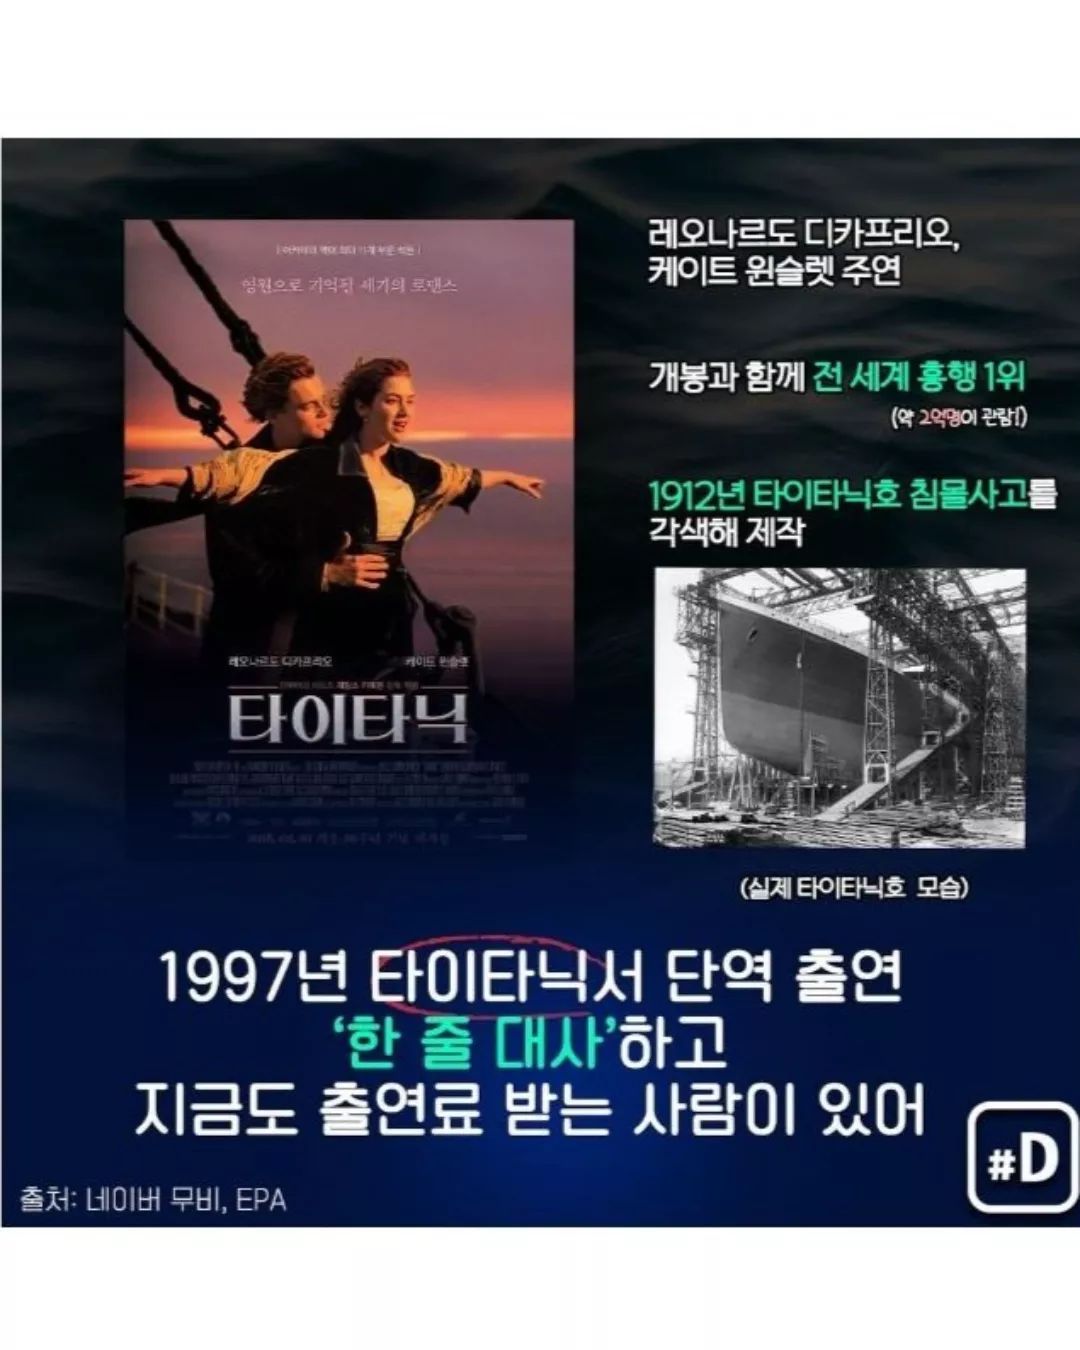 영원으로 기억될 세기의 로맨스
레오나르도 디카프리오 케이트 윈슬렛
타이타닉
레오나르도 디카프리오,
케이트 윈슬렛 주연
개봉과 함께 전 세계 흥행 1위
(약 2억명이 관람!)
1912년 타이타닉호 침몰사고를
각색해 제작
(실제 타이타닉호 모습)
1997년 타이타닉서 단역 출연
‘한 줄 대사’하고
지금도 출연료 받는 사람이 있어
#D
출처: 네이버 무비, EPA